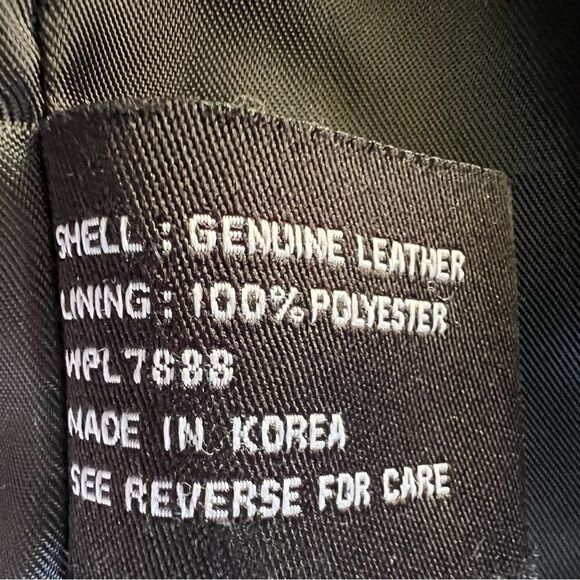 SHELL : GENUINE LEATHER
LINING : 100% POLYESTER
WPL7888
MADE IN KOREA
SEE REVERSE FOR CARE